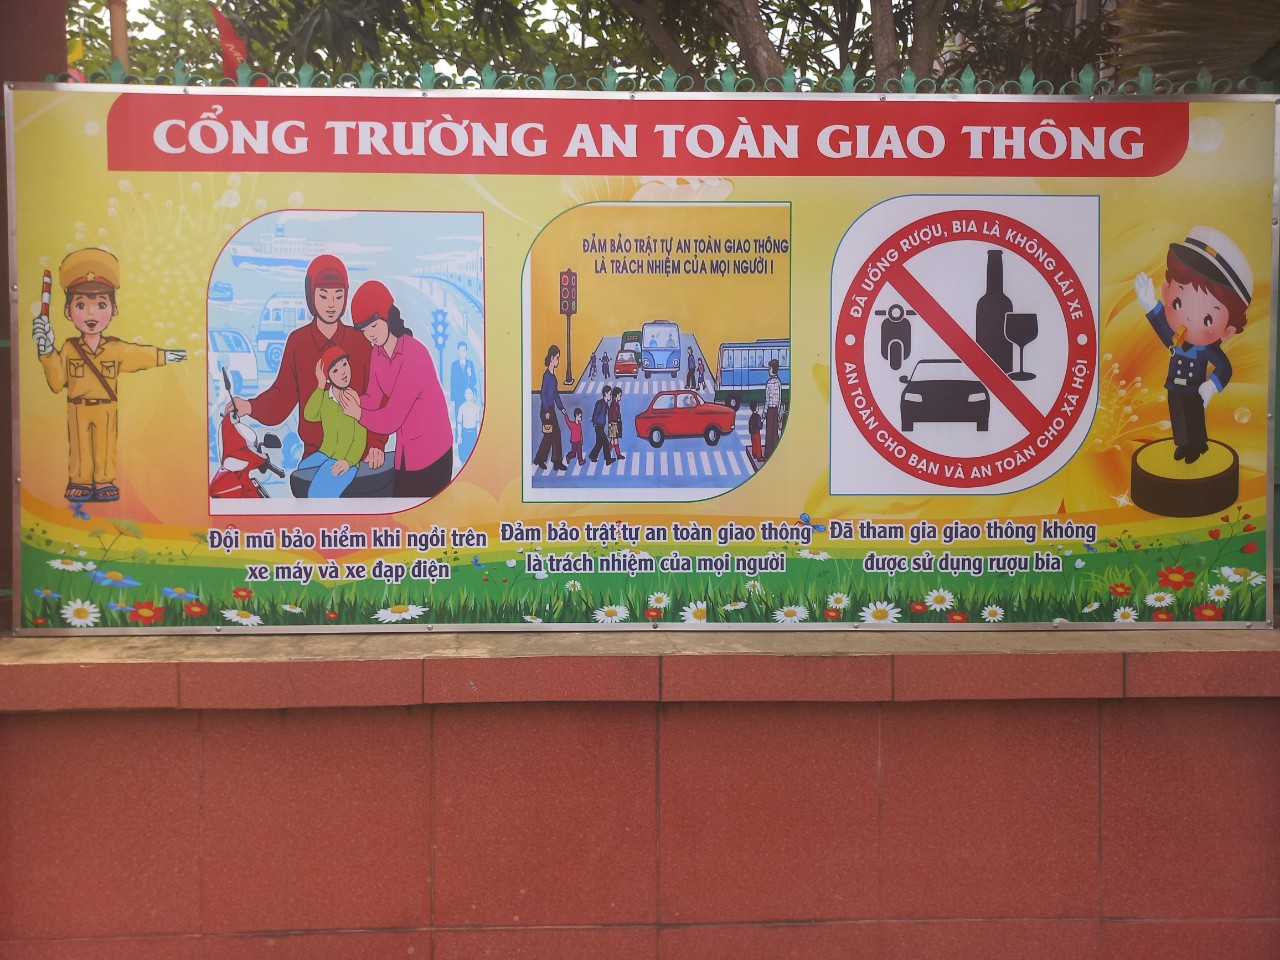 CỔNG TRƯỜNG AN TOÀN GIAO THÔNG
ĐẢM BẢO TRẬT TỰ AN TOÀN GIAO THÔNG
LÀ TRÁCH NHIỆM CỦA MỌI NGƯỜI !
ĐÃ UỐNG RƯỢU, BIA LÀ KHÔNG LÁI XE
AN TOÀN CHO BẠN VÀ AN TOÀN CHO XÃ HỘI
Đội mũ bảo hiểm khi ngồi trên
xe máy và xe đạp điện
Đảm bảo trật tự an toàn giao thông
là trách nhiệm của mọi người
Đã tham gia giao thông không
được sử dụng rượu bia